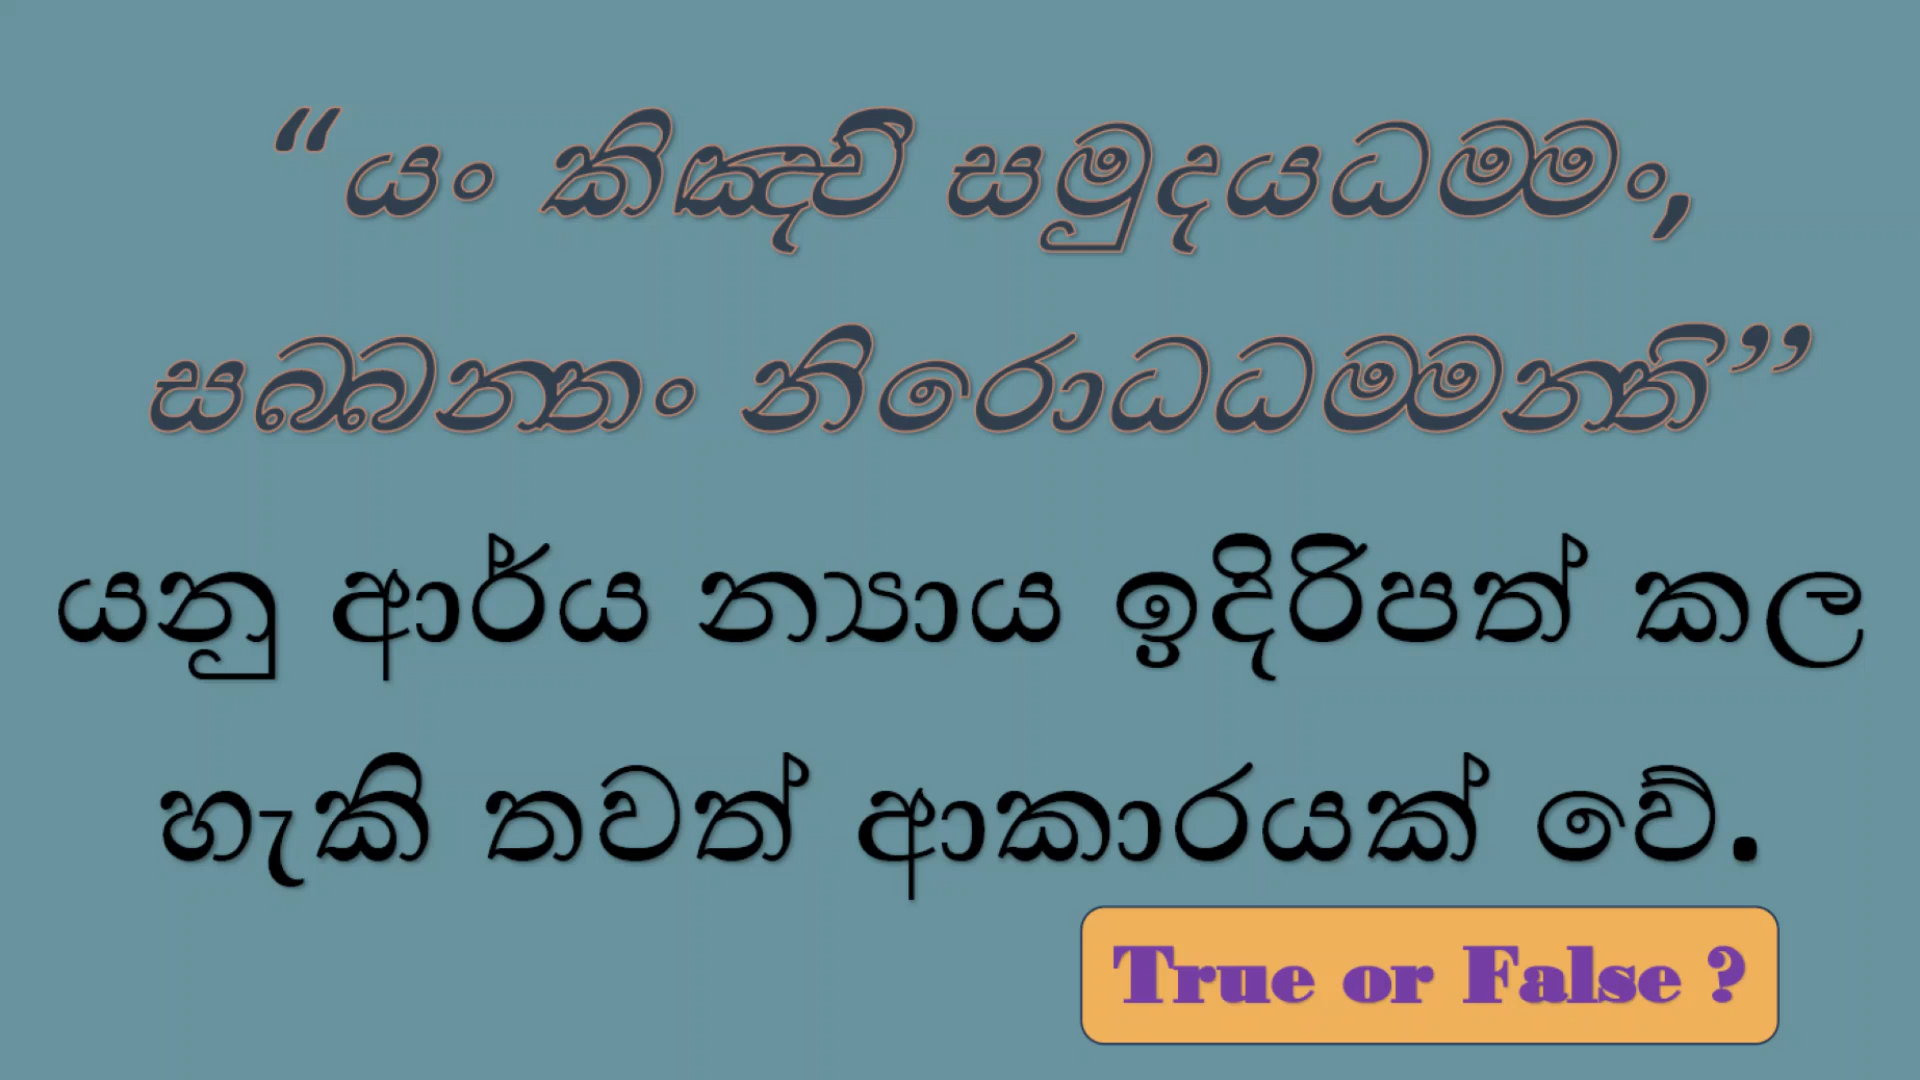 “යං කිඤ්චි සමුදයධම්මං,
සබ්බන්තං නිරොධධම්මන්ති”
යනු ආර්ය න්‍යාය ඉදිරිපත් කල
හැකි තවත් ආකාරයක් වේ.
True or False ?